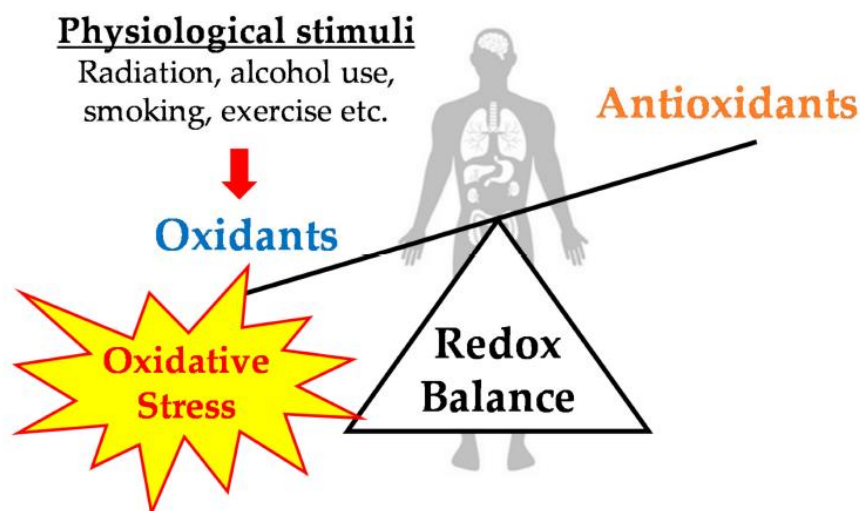 Physiological stimuli
Radiation, alcohol use,
smoking, exercise etc.
Antioxidants
Oxidants
Oxidative
Stress
Redox
Balance